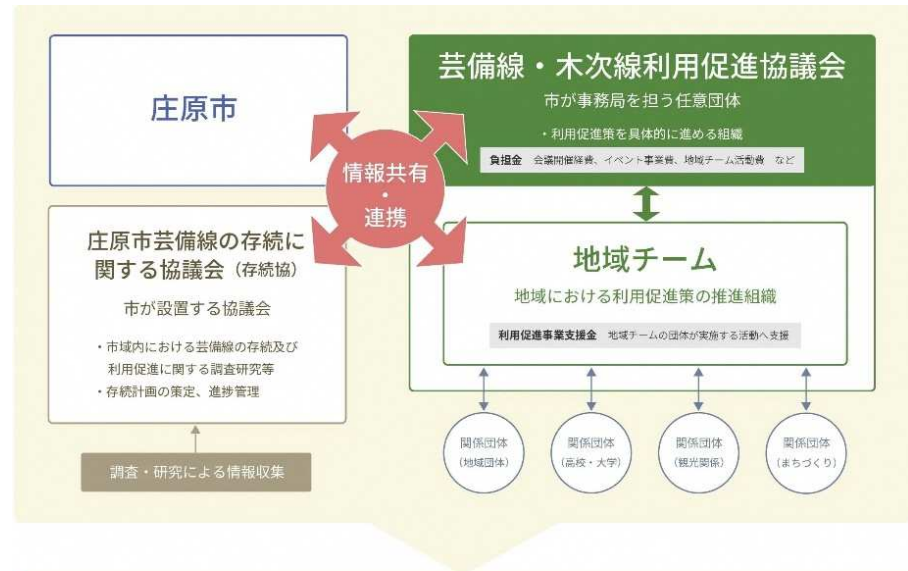 庄原市
芸備線・木次線利用促進協議会
市が事務局を担う任意団体
・利用促進策を具体的に進める組織
負担金 会議開催経費、イベント事業費、地域チーム活動費 など
情報共有
・
連携
庄原市芸備線の存続に
関する協議会（存続協）
市が設置する協議会
・市域内における芸備線の存続及び
利用促進に関する調査研究等
・存続計画の策定、進捗管理
調査・研究による情報収集
地域チーム
地域における利用促進策の推進組織
利用促進事業支援金 地域チームの団体が実施する活動へ支援
関係団体
（地域団体）
関係団体
（高校・大学）
関係団体
（観光関係）
関係団体
（まちづくり）